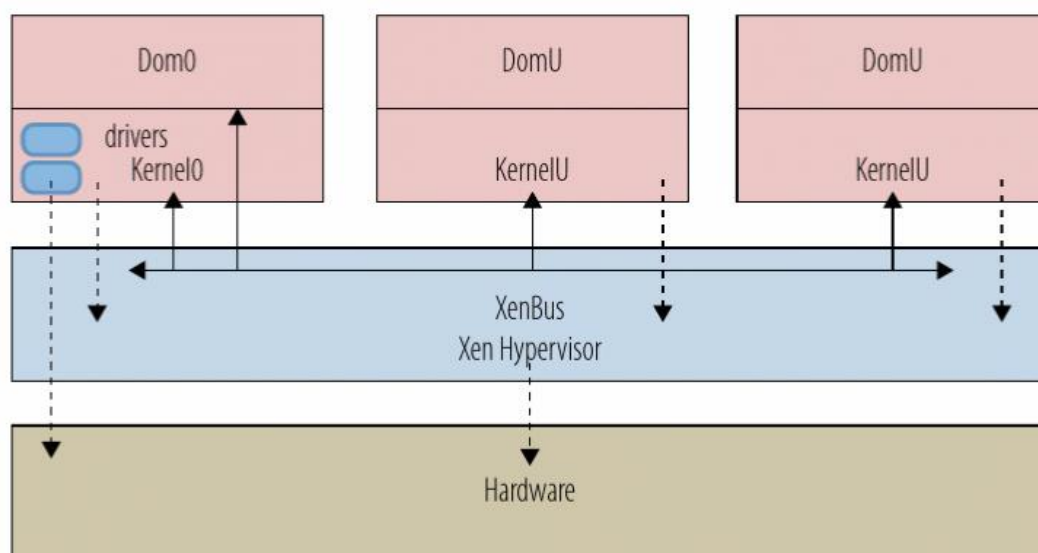 Dom0
DomU
DomU
drivers
Kernel0
KernelU
KernelU
XenBus
Xen Hypervisor
Hardware